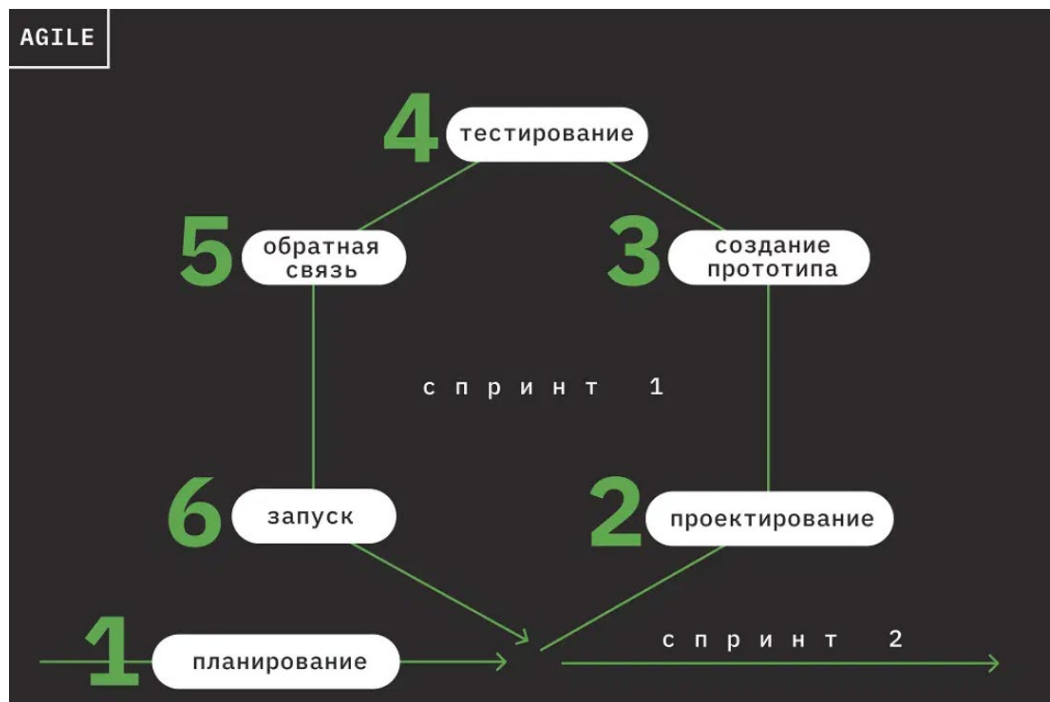 AGILE
4
тестирование
5
обратная
связь
3
создание
прототипа
спринт 1
6
запуск
2
проектирование
1
планирование
спринт 2